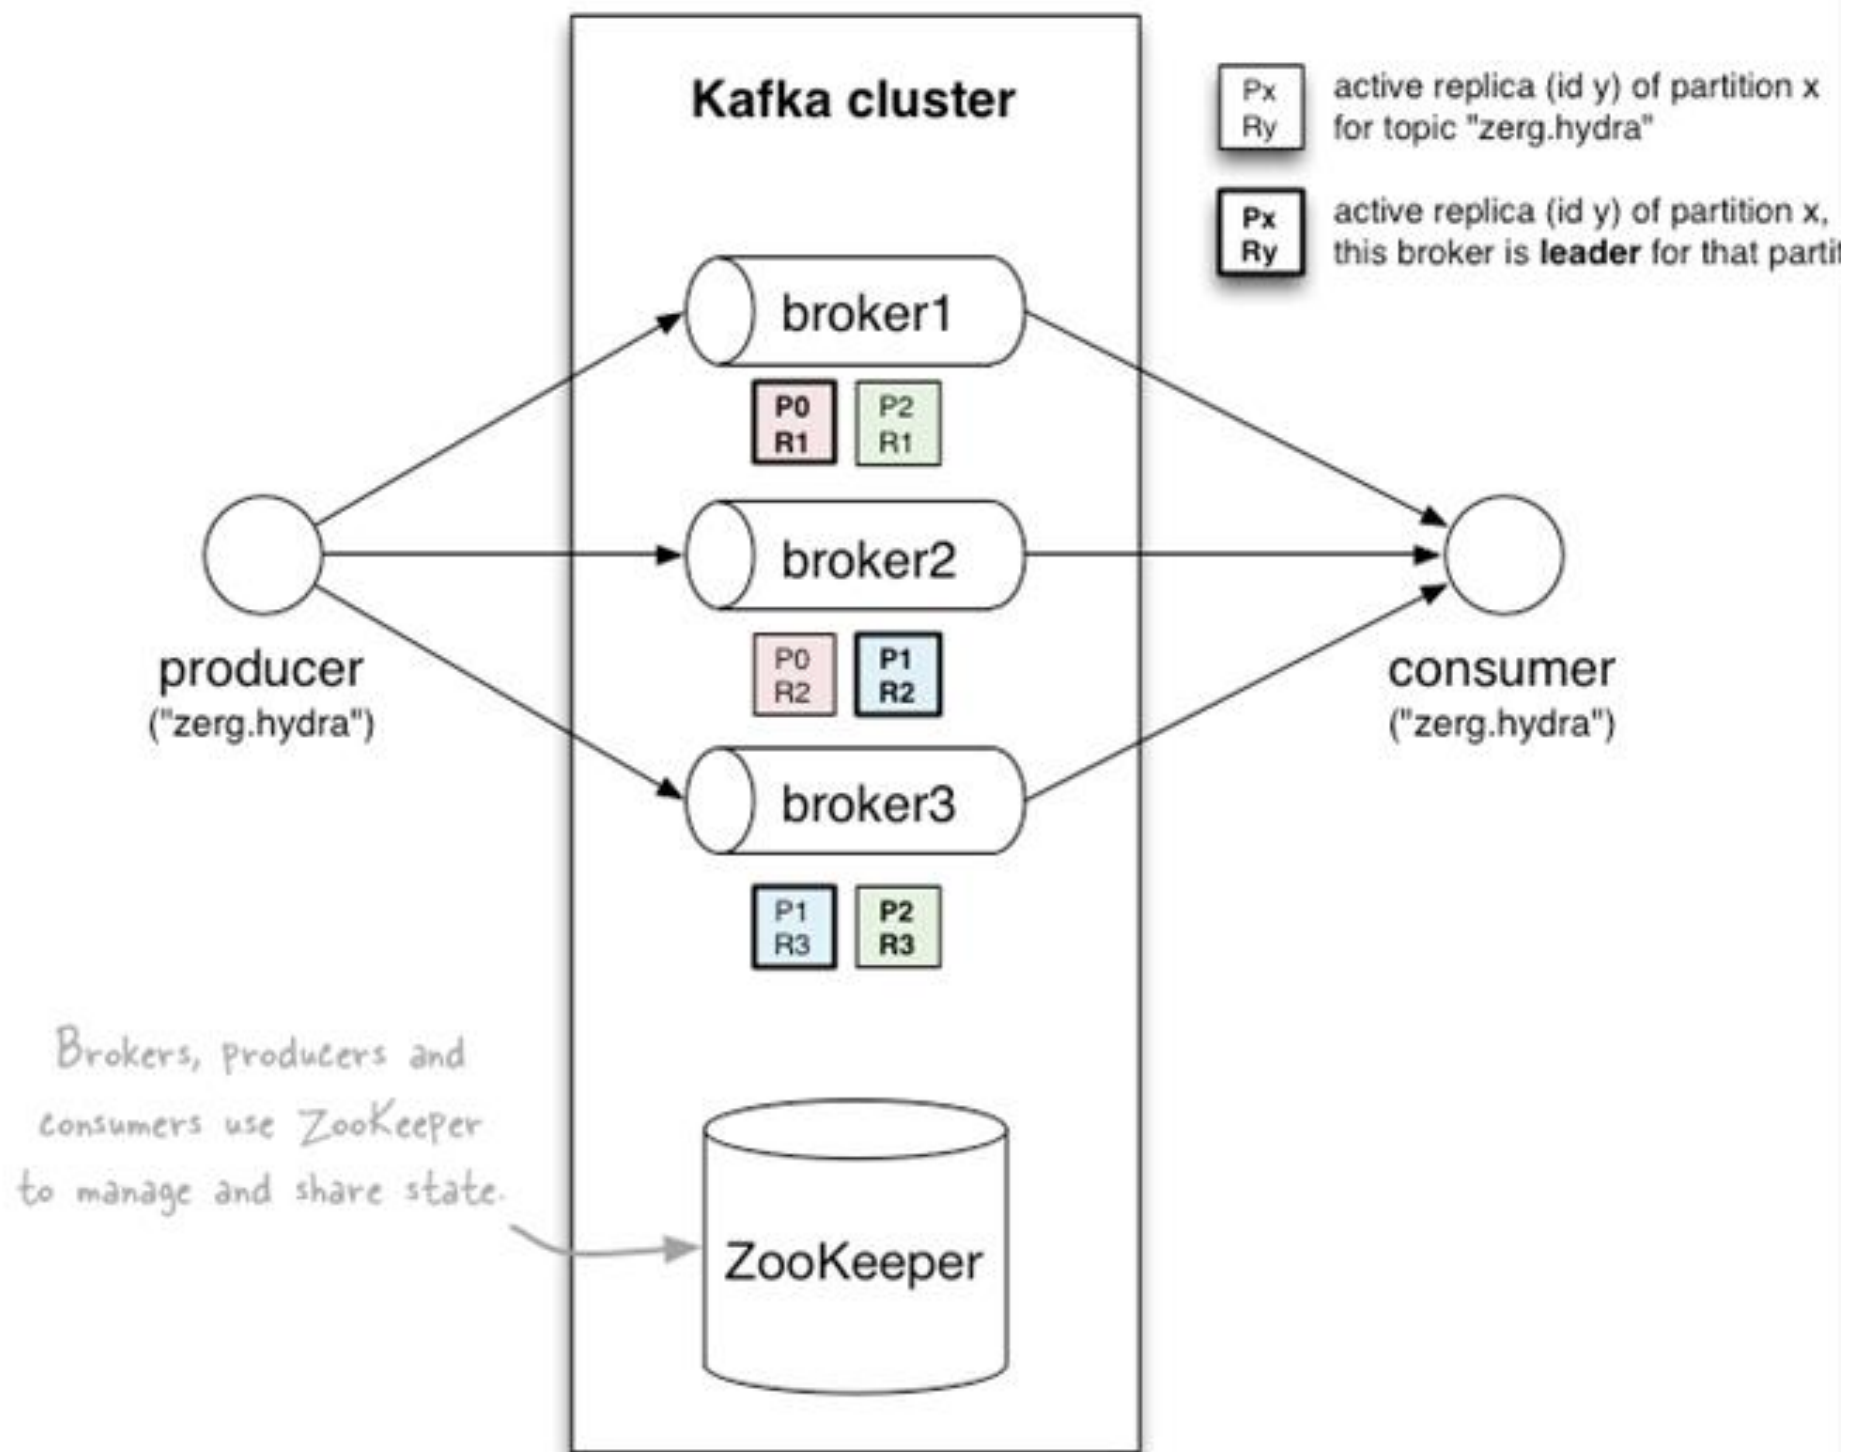 Kafka cluster
Px
Ry
active replica (id y) of partition x
for topic "zerg.hydra"
Px
Ry
active replica (id y) of partition x,
this broker is leader for that partit
broker1
P0
R1
P2
R1
broker2
P0
R2
P1
R2
broker3
P1
R3
P2
R3
producer
("zerg.hydra")
consumer
("zerg.hydra")
Brokers, producers and
consumers use ZooKeeper
to manage and share state.
ZooKeeper